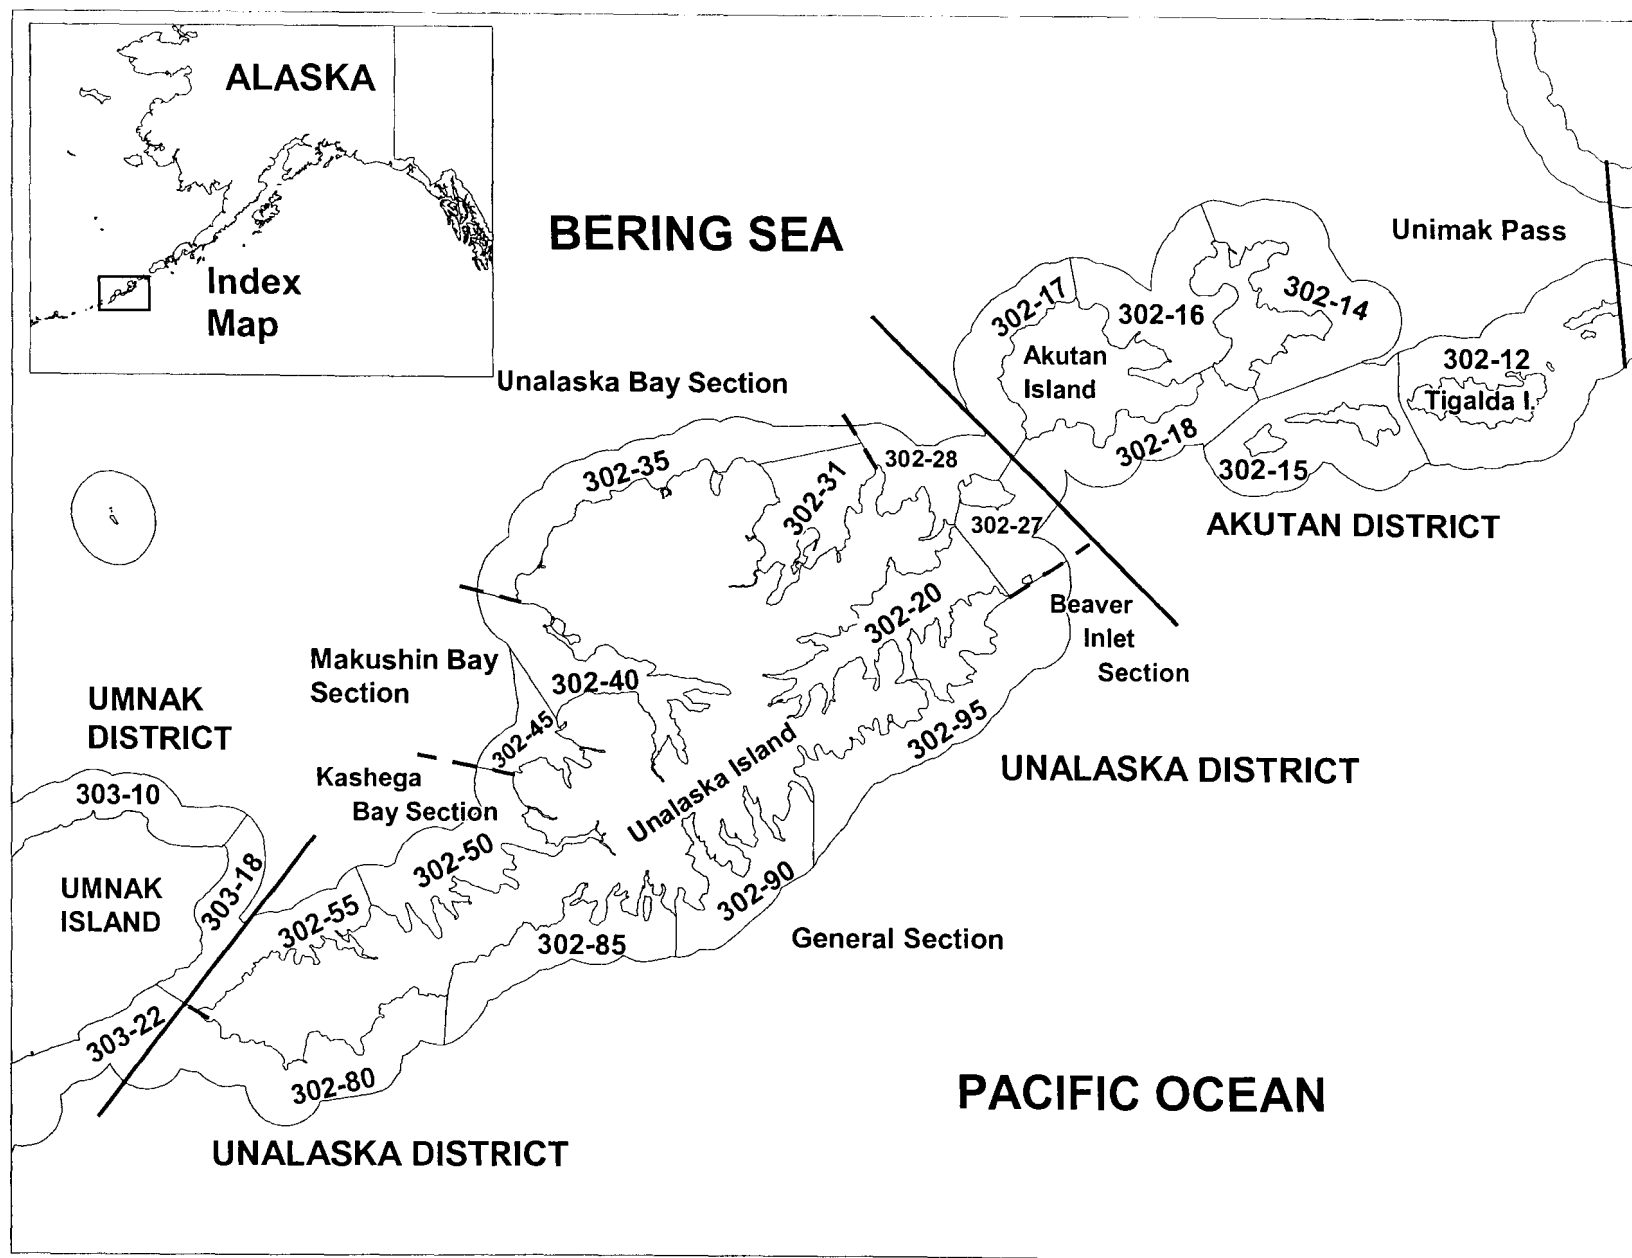 ALASKA
Index
Map
BERING SEA
Unimak Pass
302-17
302-16
302-14
Akutan
Island
302-12
Tigalda I.
Unalaska Bay Section
302-35
302-31
302-28
302-18
302-15
302-27
AKUTAN DISTRICT
302-20
Beaver
Inlet
Section
Makushin Bay
Section
302-40
302-45
UMNAK
DISTRICT
302-95
Unalaska Island
UNALASKA DISTRICT
Kashega
Bay Section
303-10
302-50
303-18
UMNAK
ISLAND
302-55
302-90
302-85
General Section
303-22
302-80
PACIFIC OCEAN
UNALASKA DISTRICT